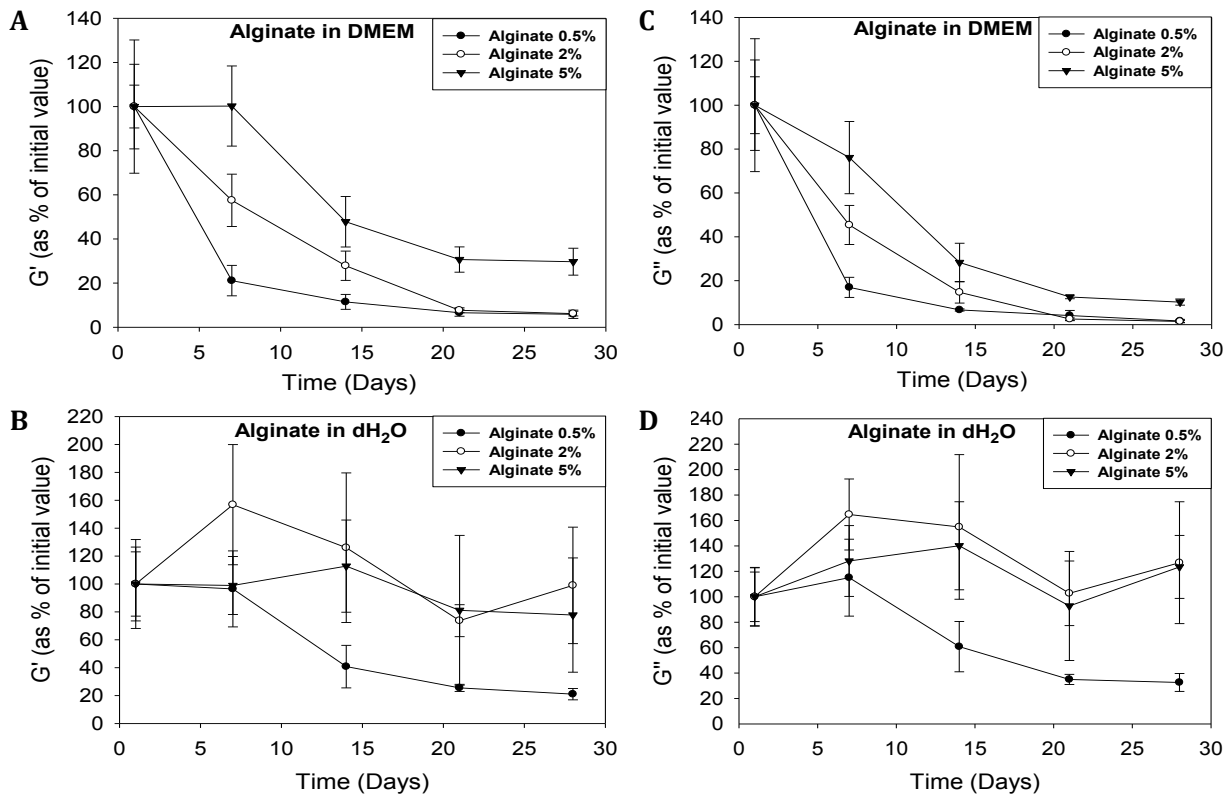 A
Alginate in DMEM
Alginate 0.5%
Alginate 2%
Alginate 5%
G' (as % of initial value)
140
120
100
80
60
40
20
0
0 5 10 15 20 25 30
Time (Days)
C
Alginate in DMEM
Alginate 0.5%
Alginate 2%
Alginate 5%
G'' (as % of initial value)
140
120
100
80
60
40
20
0
0 5 10 15 20 25 30
Time (Days)
B
Alginate in dH₂O
Alginate 0.5%
Alginate 2%
Alginate 5%
G' (as % of initial value)
220
200
180
160
140
120
100
80
60
40
20
0
0 5 10 15 20 25 30
Time (Days)
D
Alginate in dH₂O
Alginate 0.5%
Alginate 2%
Alginate 5%
G'' (as % of initial value)
240
220
200
180
160
140
120
100
80
60
40
20
0
0 5 10 15 20 25 30
Time (Days)